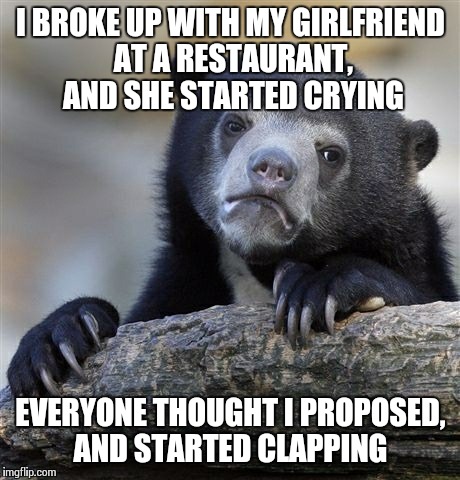 I BROKE UP WITH MY GIRLFRIEND
AT A RESTAURANT,
AND SHE STARTED CRYING
EVERYONE THOUGHT I PROPOSED,
AND STARTED CLAPPING
imgflip.com